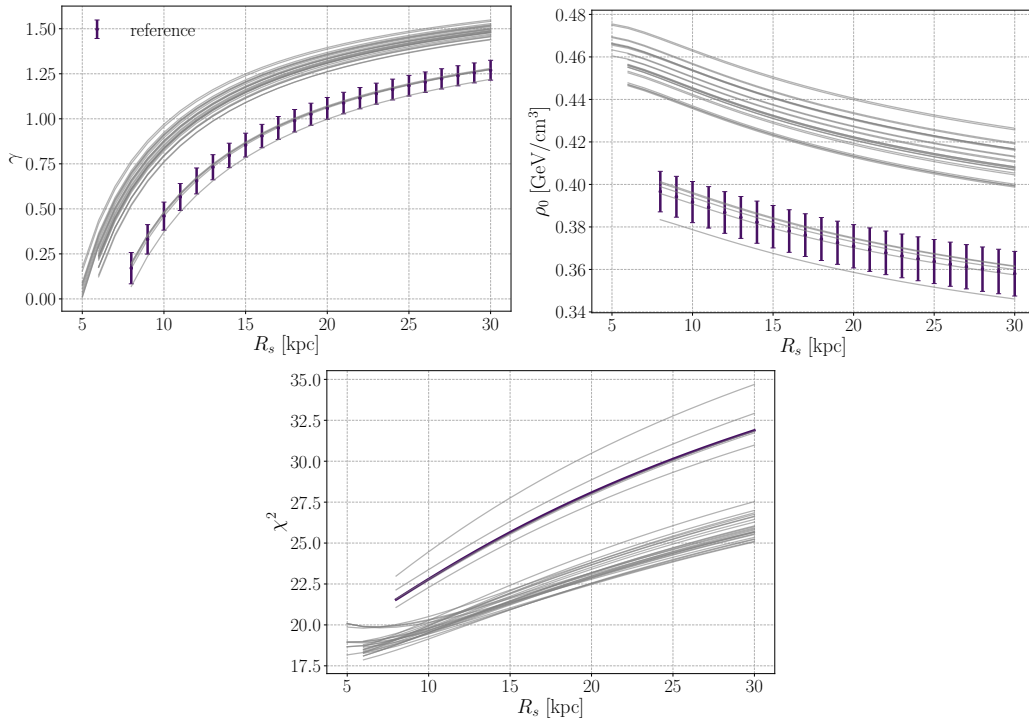 1.50
1.25
1.00
0.75
0.50
0.25
0.00
γ
reference
5 10 15 20 25 30
R_s [kpc]
0.48
0.46
0.44
0.42
0.40
0.38
0.36
0.34
ρ_0 [GeV/cm^3]
5 10 15 20 25 30
R_s [kpc]
35.0
32.5
30.0
27.5
25.0
22.5
20.0
17.5
χ^2
5 10 15 20 25 30
R_s [kpc]